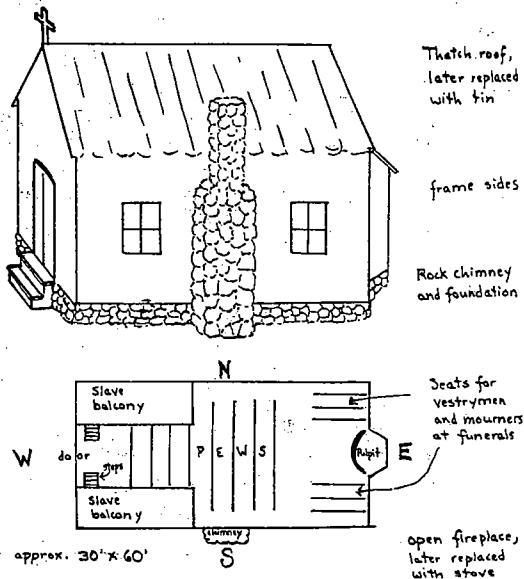 Thatch roof,
later replaced
with tin
frame sides
Rock chimney
and foundation
N
Slave
balcony
Seats for
vestrymen
and mourners
at funerals
W
door
steps
P E W S
Pulpit
E
Slave
balcony
chimney
approx. 30' x 60'
S
open fireplace,
later replaced
with stove